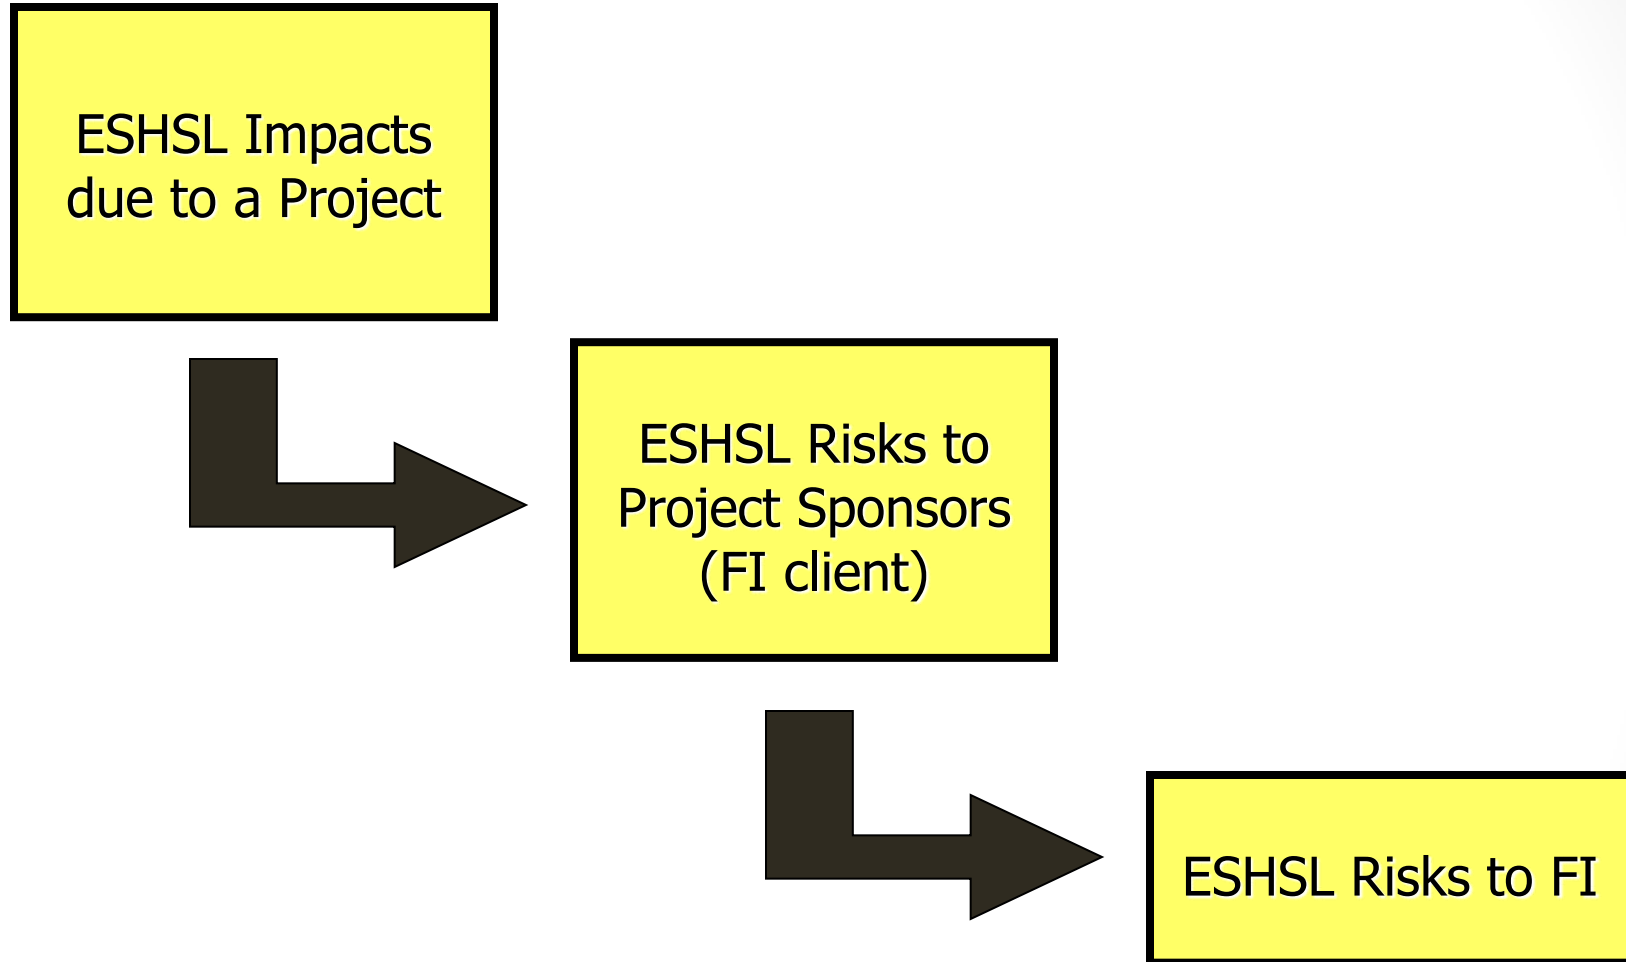 ESHSL Impacts
due to a Project
ESHSL Risks to
Project Sponsors
(FI client)
ESHSL Risks to FI